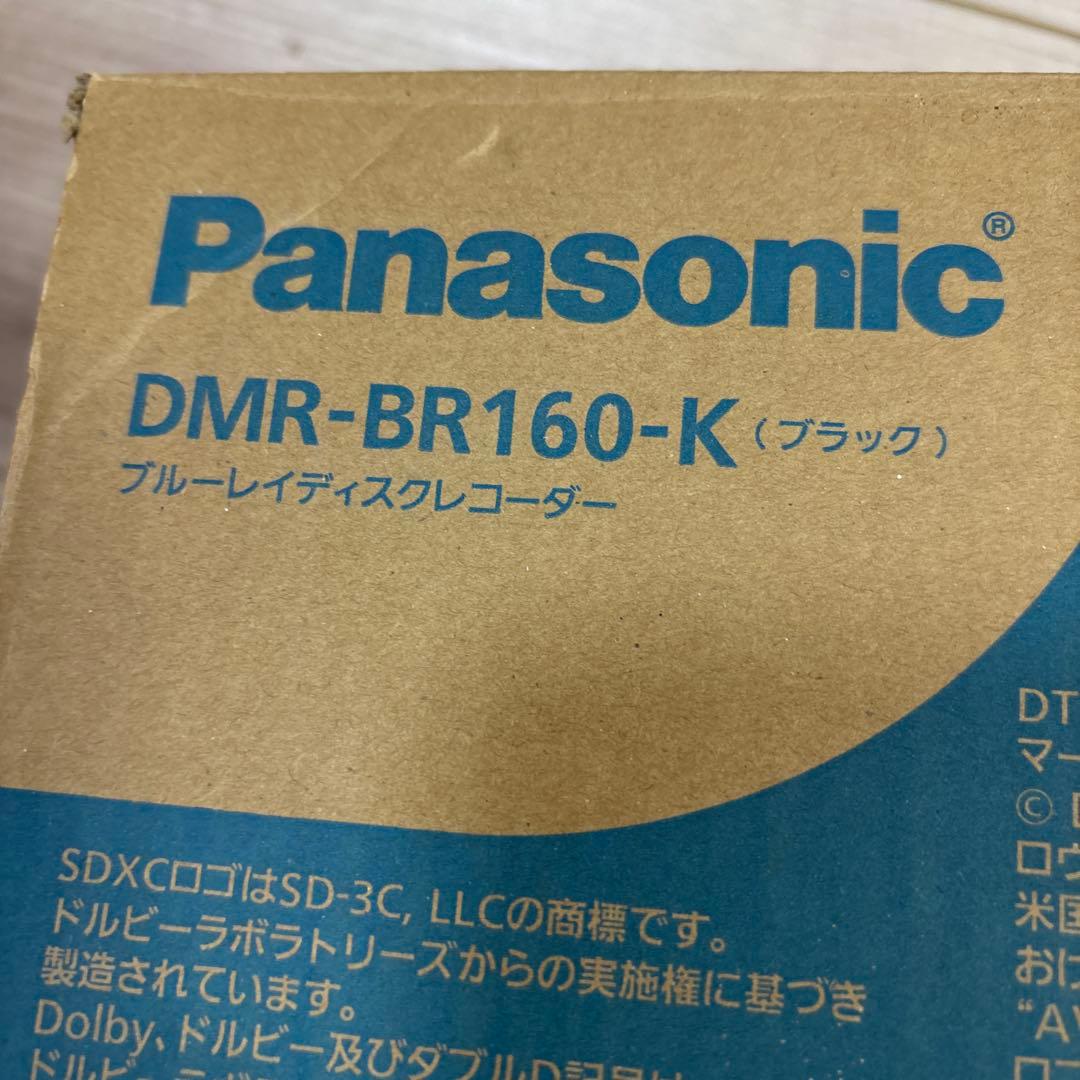 Panasonic®
DMR-BR160-K（ブラック）
ブルーレイディスクレコーダー
SDXCロゴはSD-3C, LLCの商標です。
ドルビーラボラトリーズからの実施権に基づき
製造されています。
Dolby、ドルビー及びダブルD記号は
DT
マー
©
ロヴ
米国
おけ
“AV